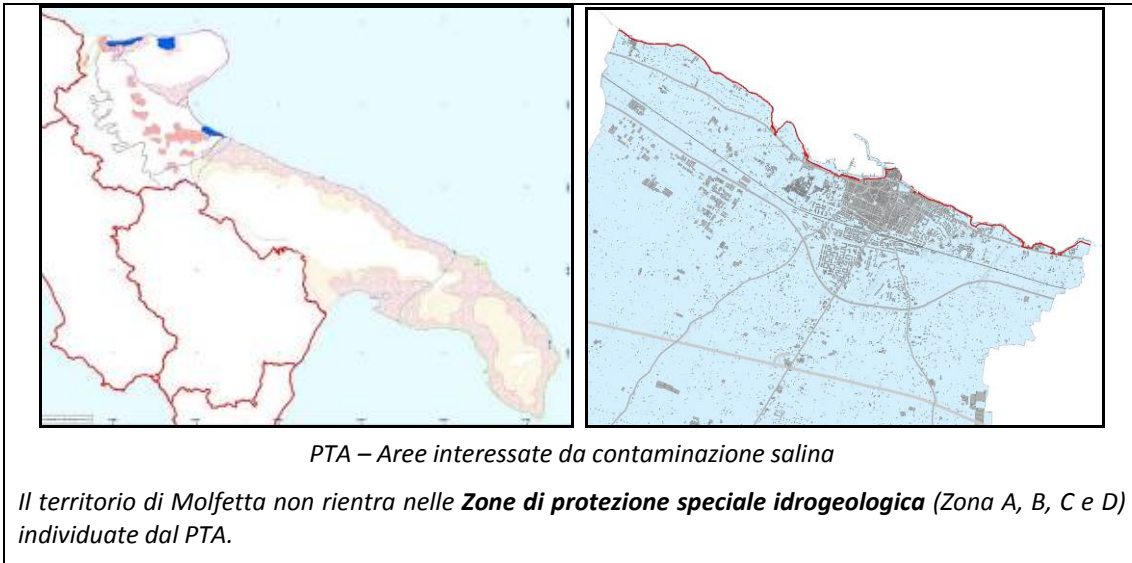 PTA – Aree interessate da contaminazione salina
Il territorio di Molfetta non rientra nelle Zone di protezione speciale idrogeologica (Zona A, B, C e D)
individuate dal PTA.